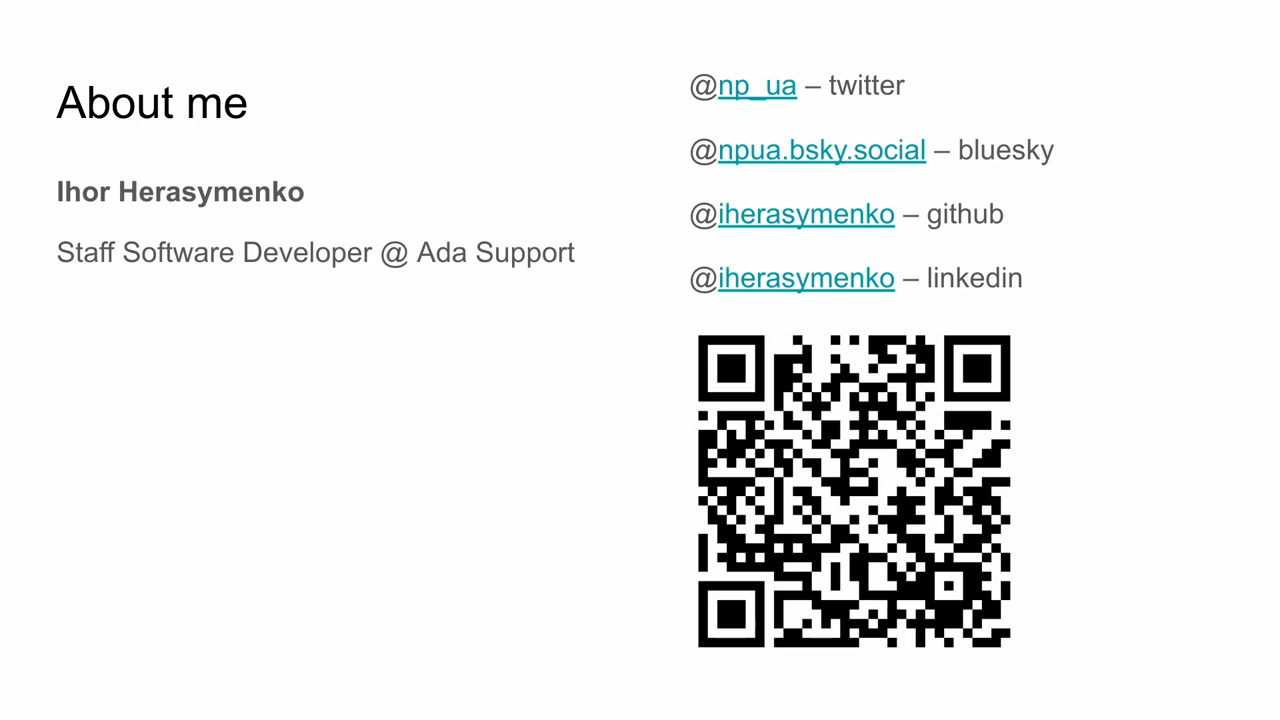 About me
Ihor Herasymenko
Staff Software Developer @ Ada Support
@np_ua – twitter
@npua.bsky.social – bluesky
@iherasymenko – github
@iherasymenko – linkedin